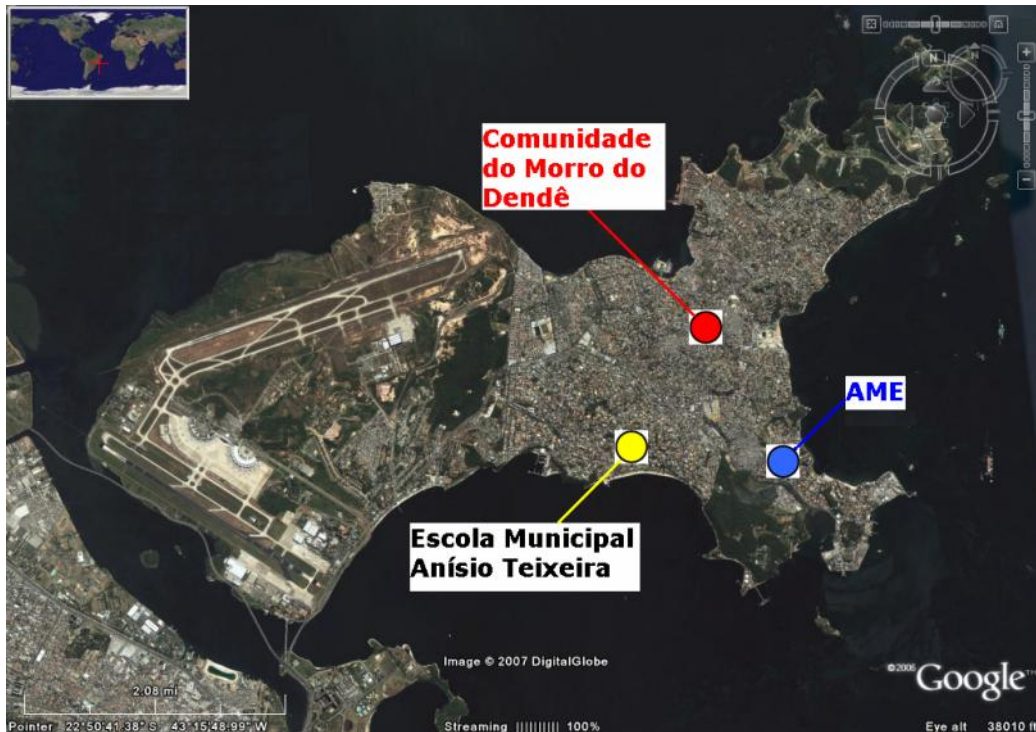 N
N
Comunidade
do Morro do
Dendê
AME
Escola Municipal
Anísio Teixeira
Image © 2007 DigitalGlobe
©2006 Google™
2.08 mi
Pointer 22°50'41.38" S 43°15'48.99" W
Streaming |||||||||| 100%
Eye alt 38010 ft